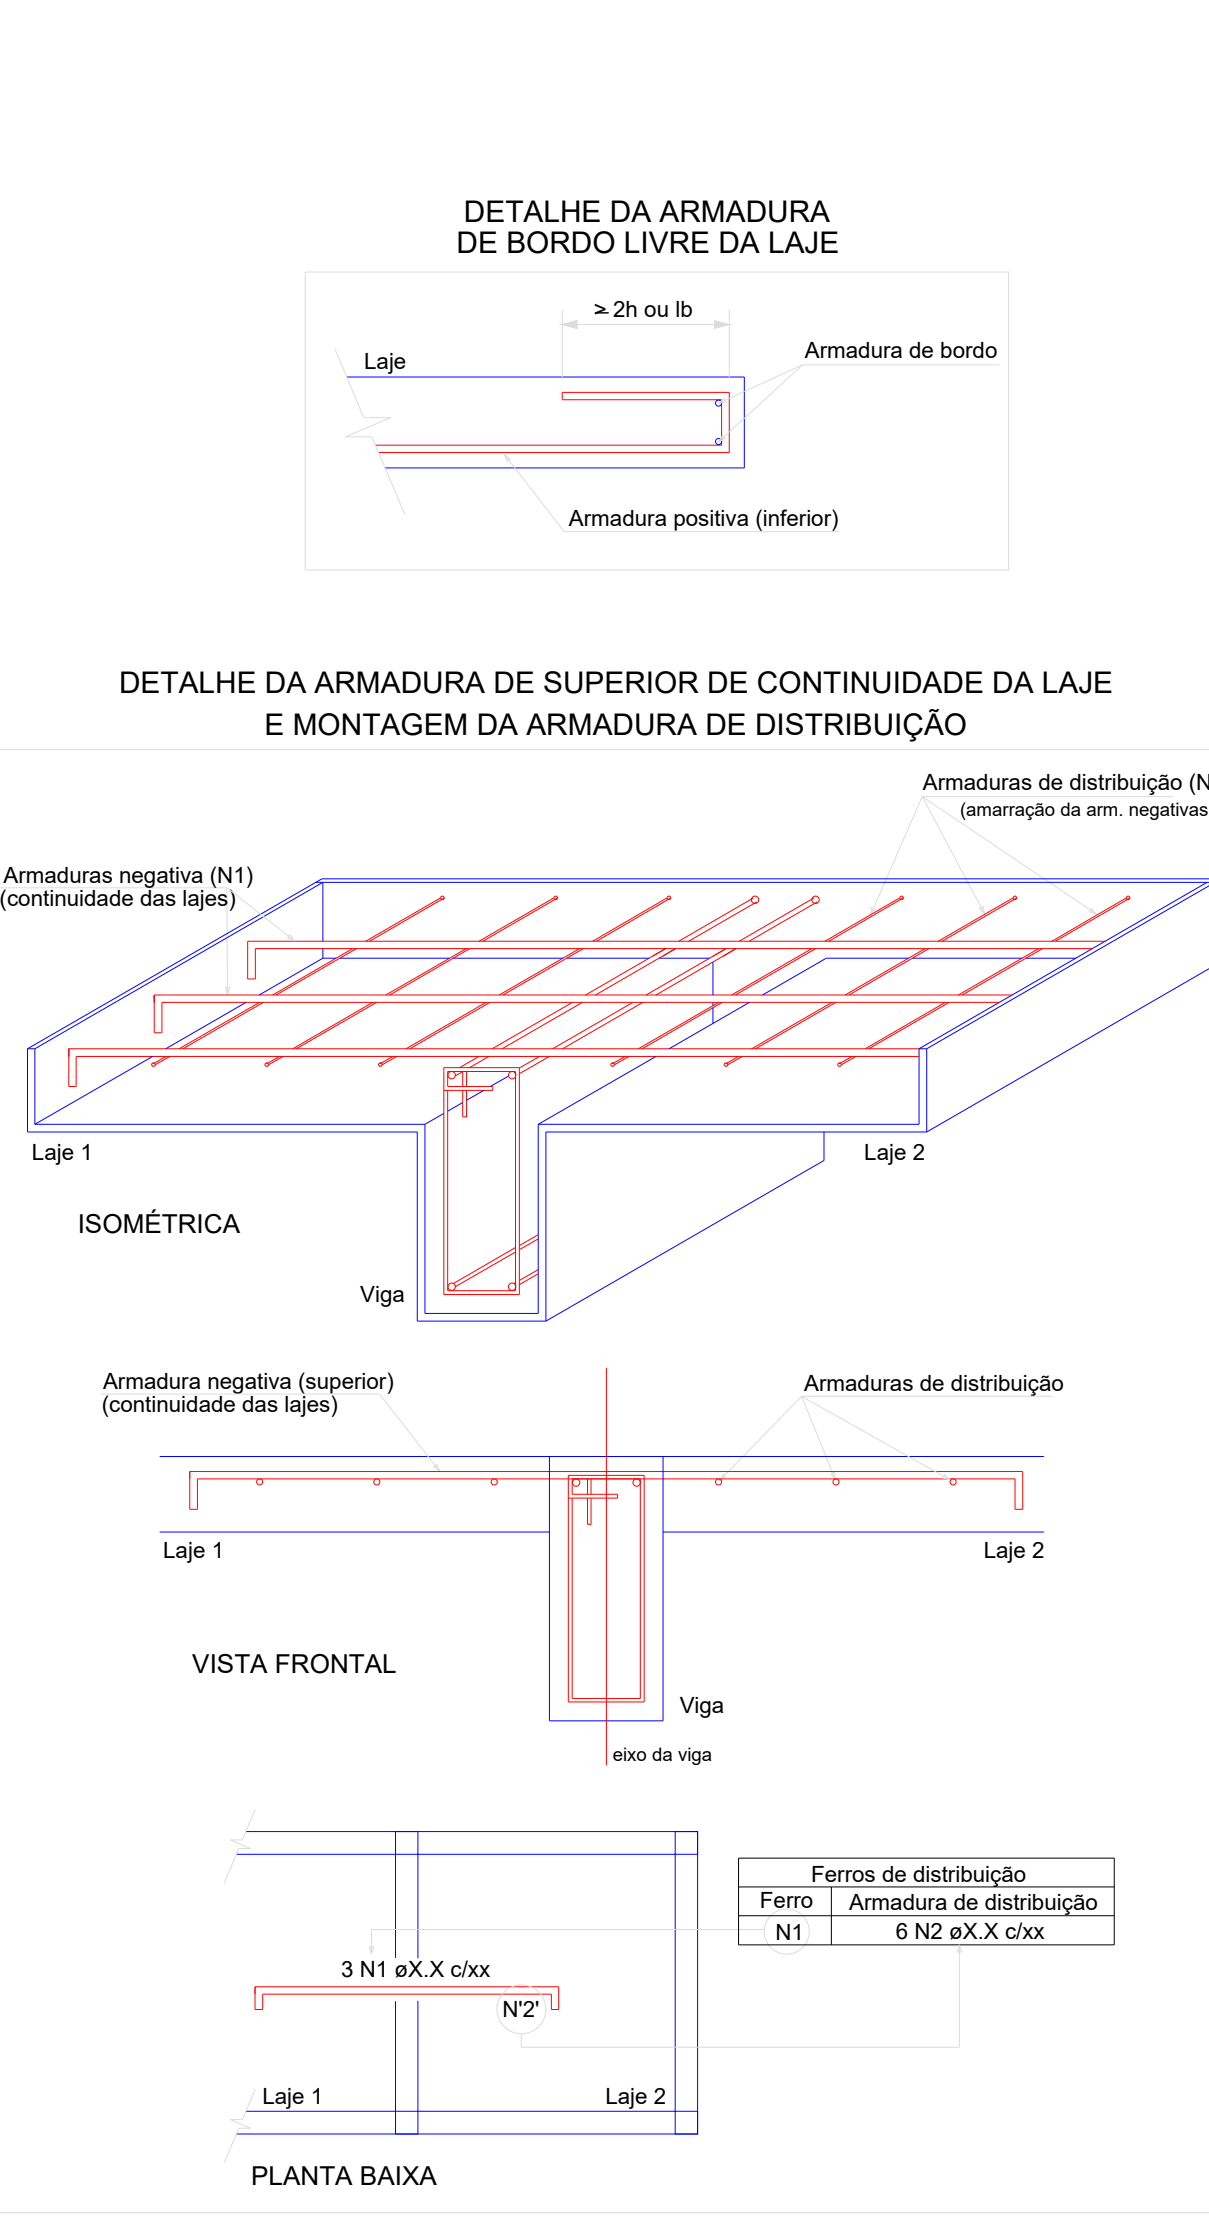 DETALHE DA ARMADURA
DE BORDO LIVRE DA LAJE
≥ 2h ou lb
Laje
Armadura de bordo
Armadura positiva (inferior)
DETALHE DA ARMADURA DE SUPERIOR DE CONTINUIDADE DA LAJE
E MONTAGEM DA ARMADURA DE DISTRIBUIÇÃO
Armaduras de distribuição (N
(amarração da arm. negativas
Armaduras negativa (N1)
(continuidade das lajes)
Laje 1
Laje 2
ISOMÉTRICA
Viga
Armadura negativa (superior)
(continuidade das lajes)
Armaduras de distribuição
Laje 1
Laje 2
VISTA FRONTAL
Viga
eixo da viga
Ferros de distribuição
Ferro Armadura de distribuição
N1 6 N2 øX.X c/xx
3 N1 øX.X c/xx
N'2'
Laje 1
Laje 2
PLANTA BAIXA